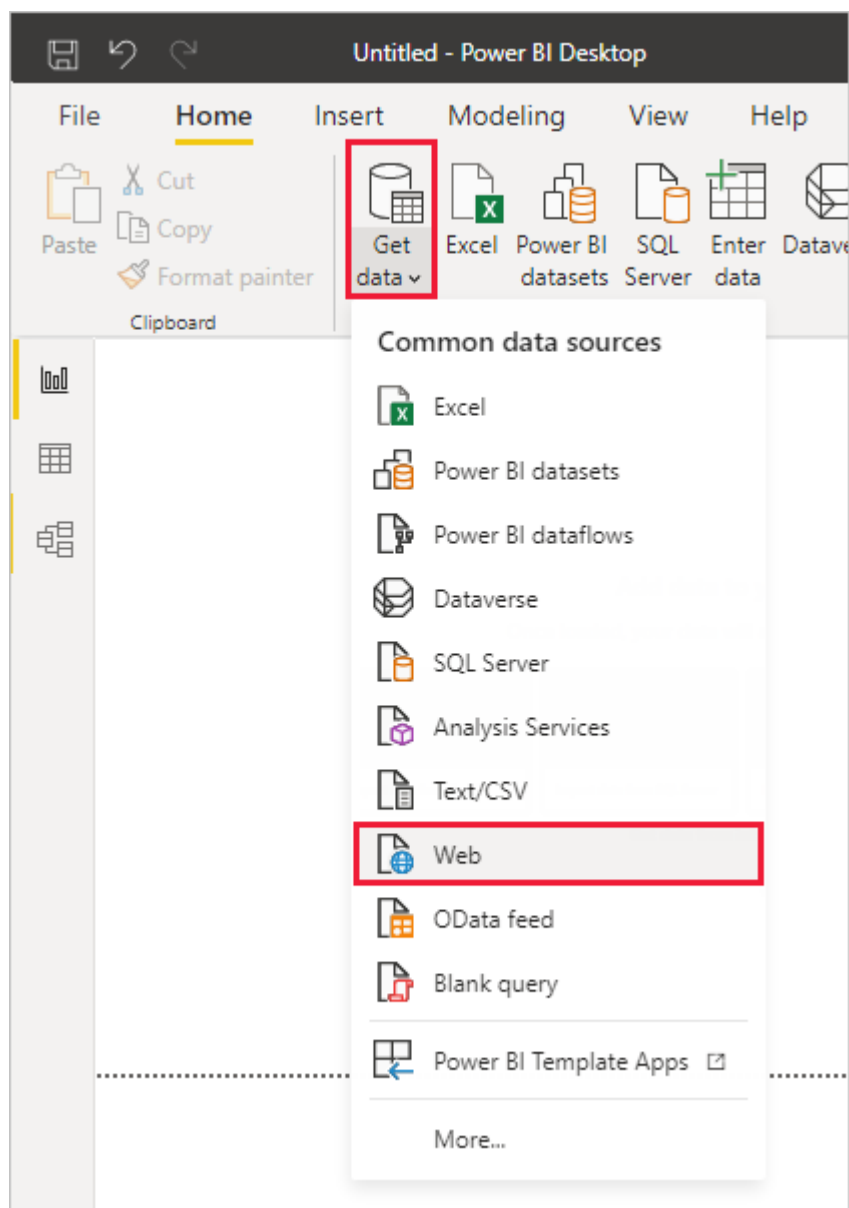 Untitled - Power BI Desktop
File Home Insert Modeling View Help
Paste
Cut
Copy
Format painter
Clipboard
Get
data
Excel
Power BI
datasets
SQL
Server
Enter
data
Common data sources
Excel
Power BI datasets
Power BI dataflows
Dataverse
SQL Server
Analysis Services
Text/CSV
Web
OData feed
Blank query
Power BI Template Apps
More...